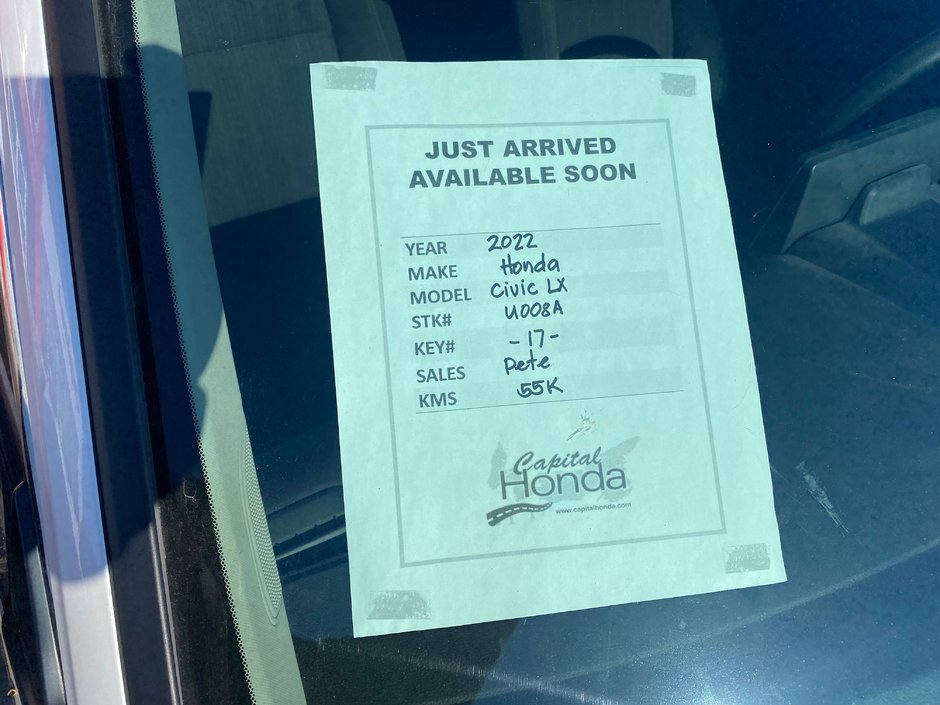 JUST ARRIVED
AVAILABLE SOON
YEAR 2022
MAKE Honda
MODEL Civic LX
STK# U008A
KEY# -17-
SALES Pete
KMS 55K
Capital
Honda
www.capitalhonda.com